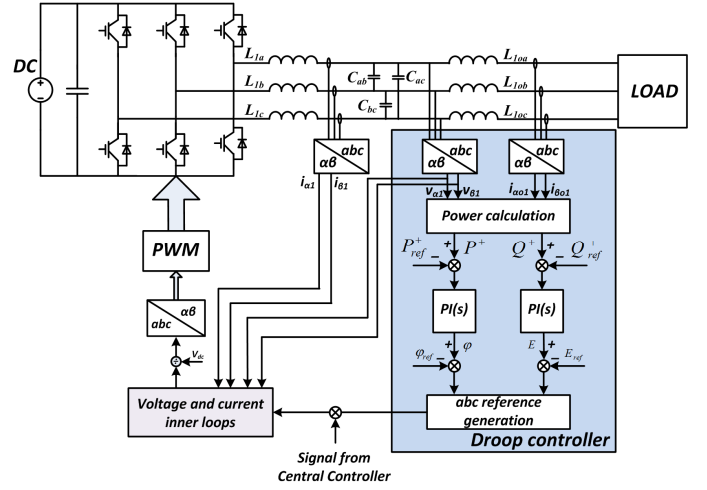 DC
L1a
L1b
L1c
Cab
Cac
Cbc
L1oa
L1ob
L1oc
LOAD
abc
αβ
abc
αβ
abc
αβ
iα1
iβ1
vα1
vβ1
iαo1
iβo1
Power calculation
P+ref
P+
Q+
Q+ref
PI(s)
PI(s)
φref
φ
E
Eref
abc reference
generation
Droop controller
PWM
αβ
abc
vdc
Voltage and current
inner loops
Signal from
Central Controller